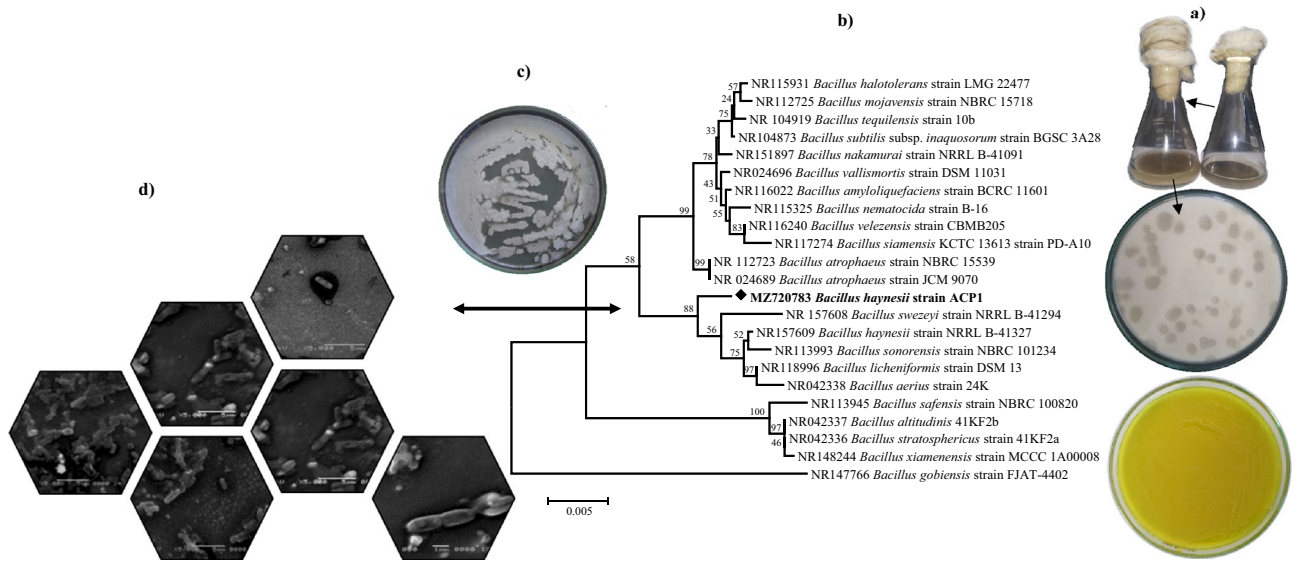 a)
b)
c)
d)
57
24
75
33
78
43
51
55
83
99
99
58
88
56
52
75
97
100
97
46
NR115931 Bacillus halotolerans strain LMG 22477
NR112725 Bacillus mojavensis strain NBRC 15718
NR 104919 Bacillus tequilensis strain 10b
NR104873 Bacillus subtilis subsp. inaquosorum strain BGSC 3A28
NR151897 Bacillus nakamurai strain NRRL B-41091
NR024696 Bacillus vallismortis strain DSM 11031
NR116022 Bacillus amyloliquefaciens strain BCRC 11601
NR115325 Bacillus nematocida strain B-16
NR116240 Bacillus velezensis strain CBMB205
NR117274 Bacillus siamensis KCTC 13613 strain PD-A10
NR 112723 Bacillus atrophaeus strain NBRC 15539
NR 024689 Bacillus atrophaeus strain JCM 9070
MZ720783 Bacillus haynesii strain ACP1
NR 157608 Bacillus swezeyi strain NRRL B-41294
NR157609 Bacillus haynesii strain NRRL B-41327
NR113993 Bacillus sonorensis strain NBRC 101234
NR118996 Bacillus licheniformis strain DSM 13
NR042338 Bacillus aerius strain 24K
NR113945 Bacillus safensis strain NBRC 100820
NR042337 Bacillus altitudinis 41KF2b
NR042336 Bacillus stratosphericus strain 41KF2a
NR148244 Bacillus xiamenensis strain MCCC 1A00008
NR147766 Bacillus gobiensis strain FJAT-4402
0.005